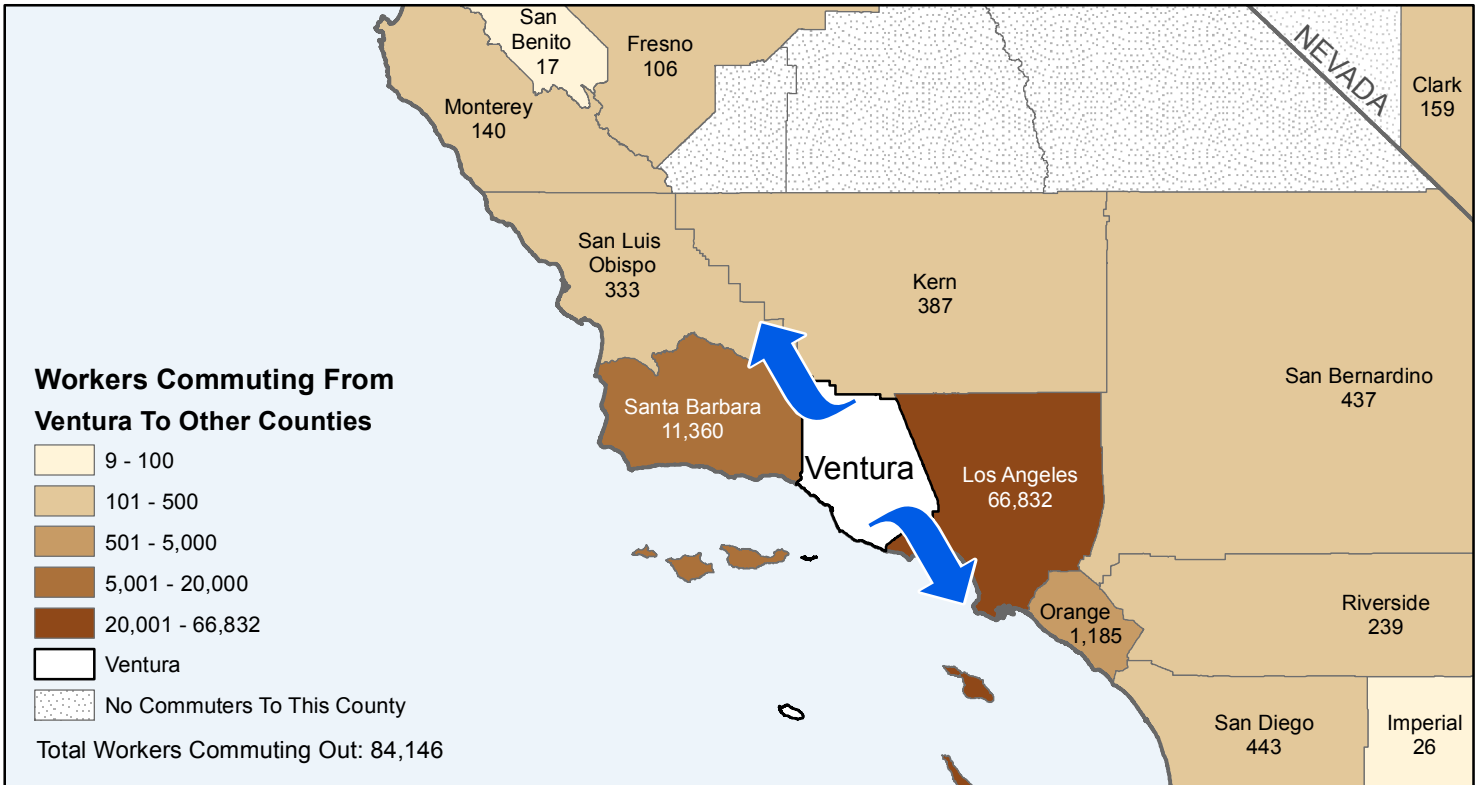 San
Benito
17
Fresno
106
NEVADA
Clark
159
Monterey
140
San Luis
Obispo
333
Kern
387
San Bernardino
437
Santa Barbara
11,360
Ventura
Los Angeles
66,832
Orange
1,185
Riverside
239
San Diego
443
Imperial
26
Workers Commuting From
Ventura To Other Counties
9 - 100
101 - 500
501 - 5,000
5,001 - 20,000
20,001 - 66,832
Ventura
No Commuters To This County
Total Workers Commuting Out: 84,146